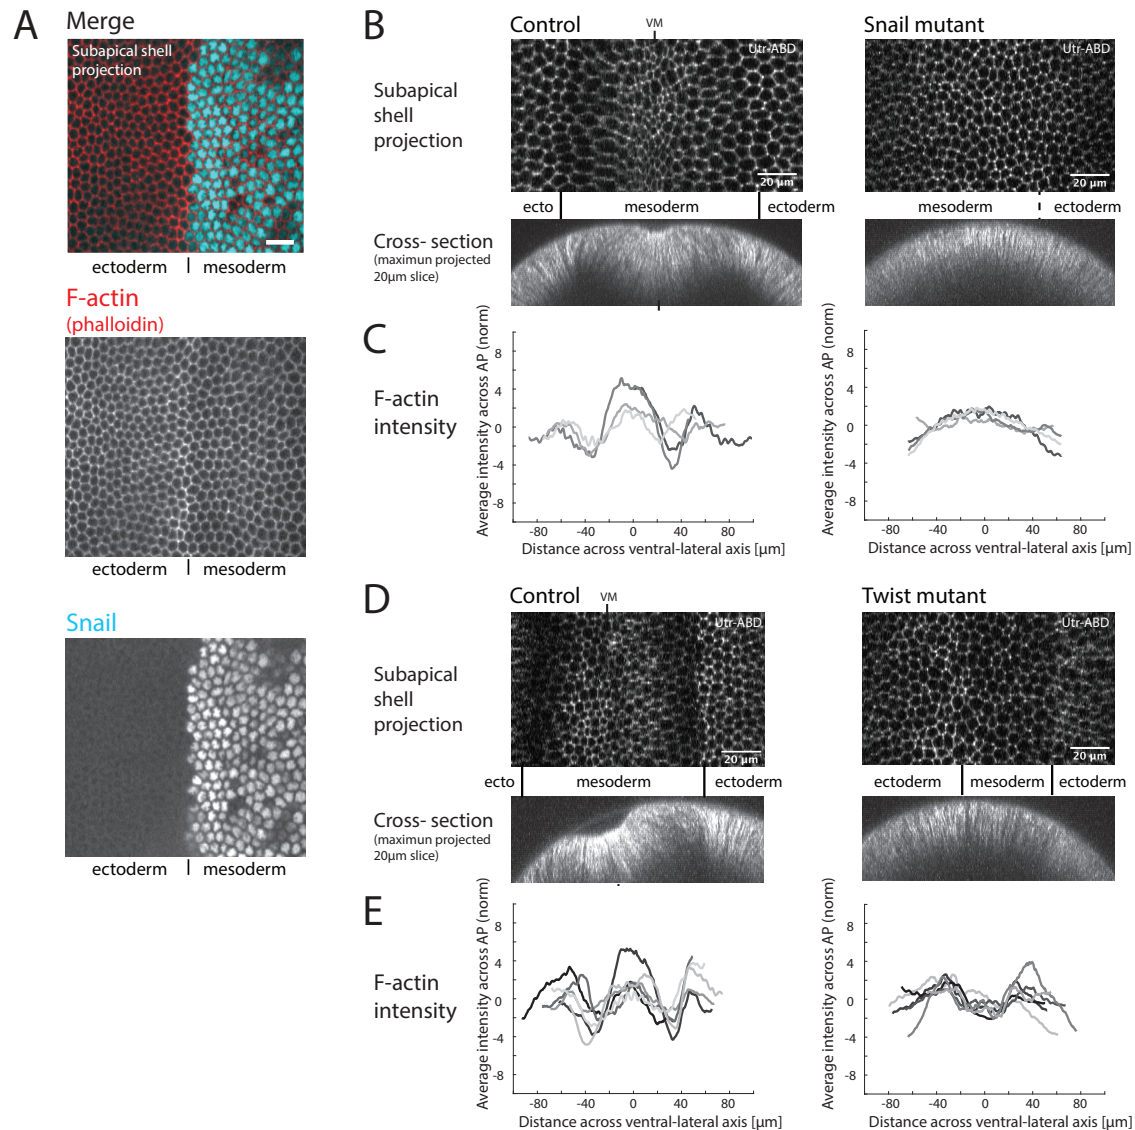 A
Merge
Subapical shell
projection
ectoderm
mesoderm
F-actin
(phalloidin)
ectoderm
mesoderm
Snail
ectoderm
mesoderm
B
Control
VM
Snail mutant
Subapical
shell
projection
Utr-ABD
20 µm
Utr-ABD
20 µm
ecto
mesoderm
ectoderm
mesoderm
ectoderm
Cross- section
(maximun projected
20µm slice)
C
F-actin
intensity
Average intensity across AP (norm)
8
4
0
-4
-8
-80
-40
0
40
80
Distance across ventral-lateral axis [µm]
Average intensity across AP (norm)
8
4
0
-4
-8
-80
-40
0
40
80
Distance across ventral-lateral axis [µm]
D
Control
VM
Twist mutant
Subapical
shell
projection
Utr-ABD
20 µm
Utr-ABD
20 µm
ecto
mesoderm
ectoderm
ectoderm
mesoderm
ectoderm
Cross- section
(maximun projected
20µm slice)
E
F-actin
intensity
Average intensity across AP (norm)
8
4
0
-4
-8
-80
-40
0
40
80
Distance across ventral-lateral axis [µm]
Average intensity across AP (norm)
8
4
0
-4
-8
-80
-40
0
40
80
Distance across ventral-lateral axis [µm]